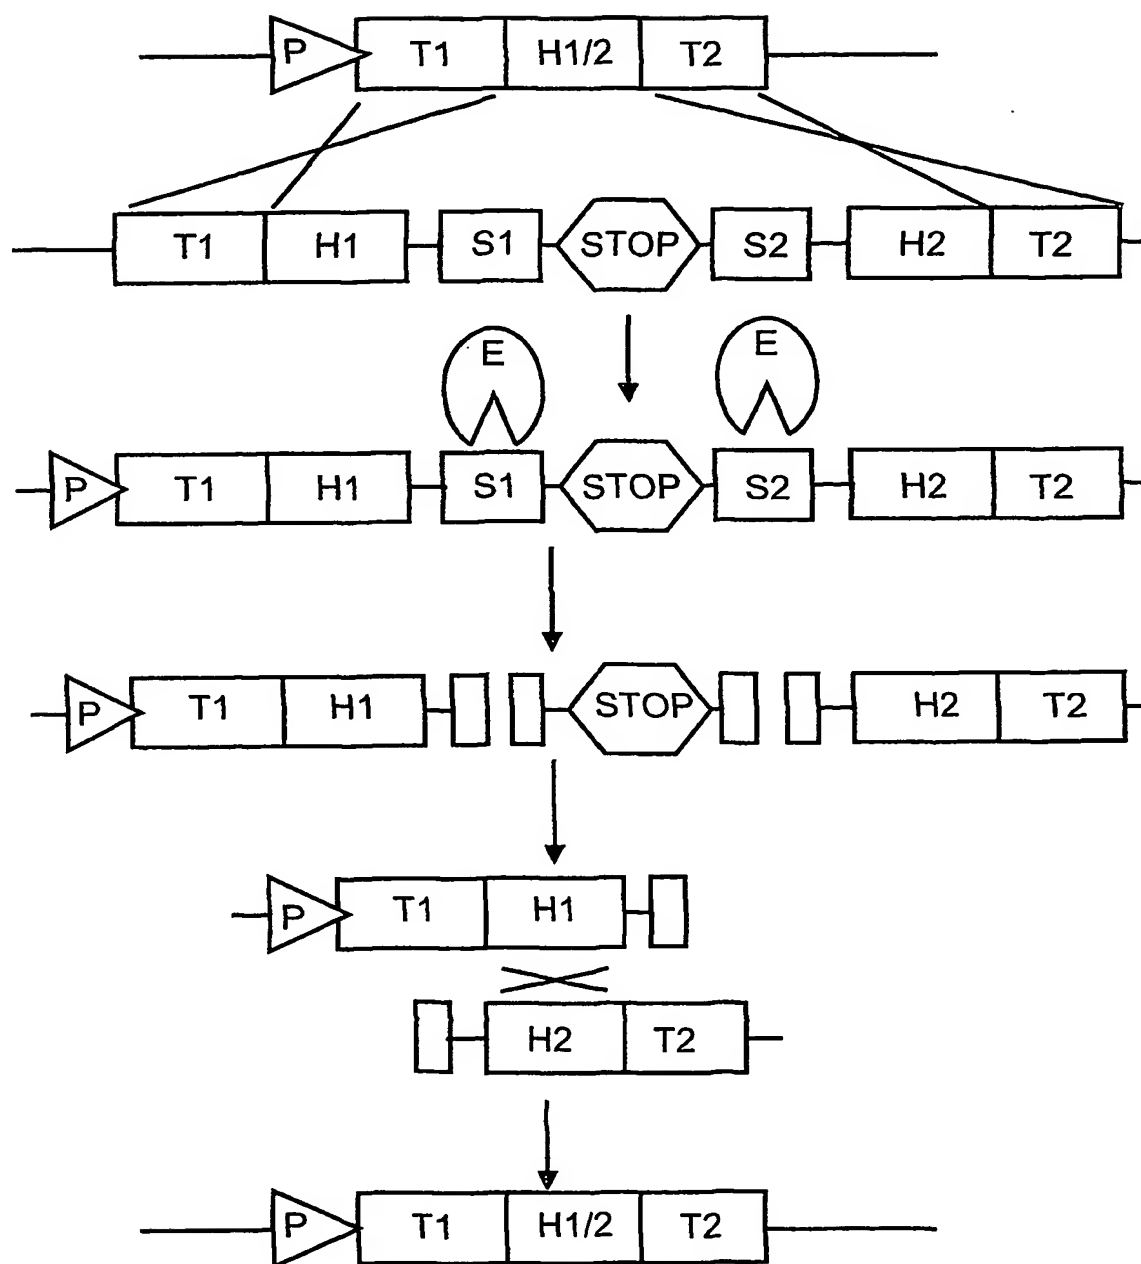 P T1 H1/2 T2
T1 H1 S1 STOP S2 H2 T2
E E
P T1 H1 S1 STOP S2 H2 T2
P T1 H1 STOP H2 T2
P T1 H1
H2 T2
P T1 H1/2 T2